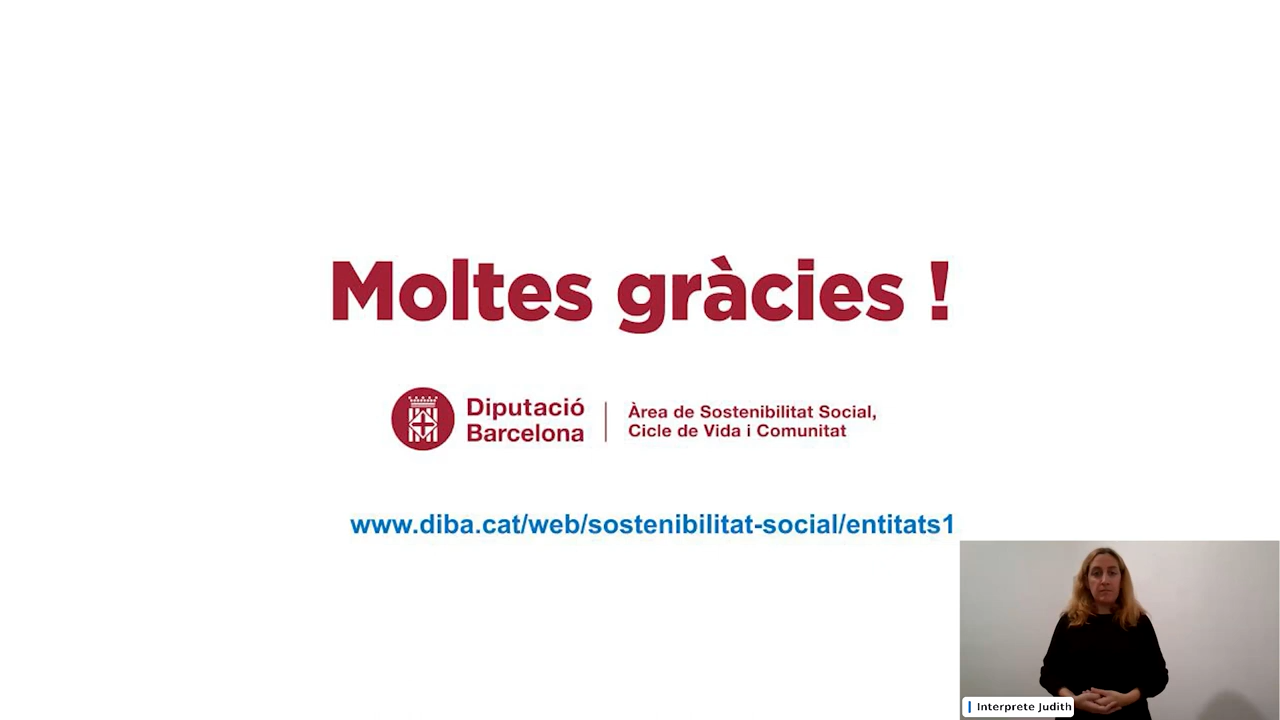 Moltes gràcies !
Diputació
Barcelona
Àrea de Sostenibilitat Social,
Cicle de Vida i Comunitat
www.diba.cat/web/sostenibilitat-social/entitats1
Interprete Judith